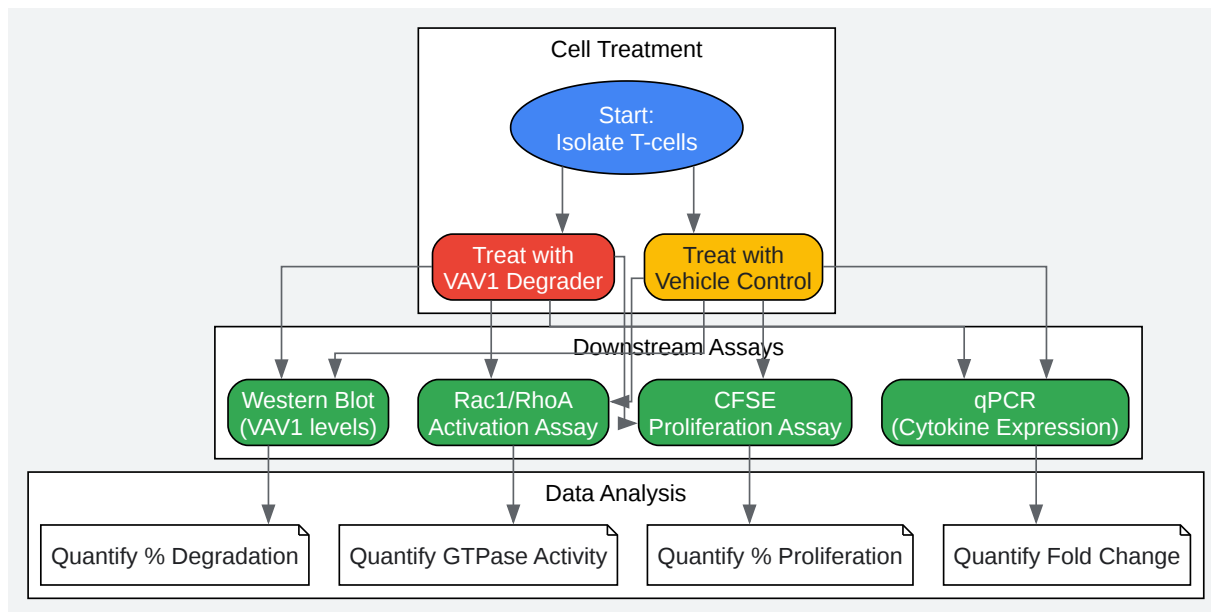 Cell Treatment
Start:
Isolate T-cells
Treat with
VAV1 Degrader
Treat with
Vehicle Control
Downstream Assays
Western Blot
(VAV1 levels)
Rac1/RhoA
Activation Assay
CFSE
Proliferation Assay
qPCR
(Cytokine Expression)
Data Analysis
Quantify % Degradation
Quantify GTPase Activity
Quantify % Proliferation
Quantify Fold Change